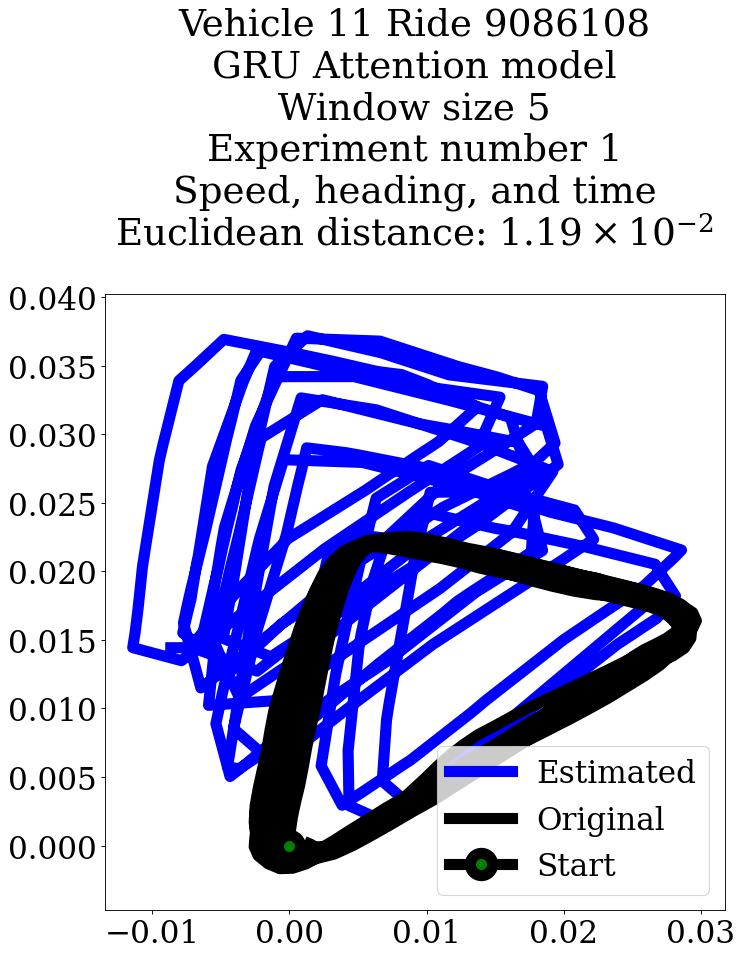 Vehicle 11 Ride 9086108
GRU Attention model
Window size 5
Experiment number 1
Speed, heading, and time
Euclidean distance: 1.19 × 10⁻²
0.040
0.035
0.030
0.025
0.020
0.015
0.010
0.005
0.000
Estimated
Original
Start
−0.01 0.00 0.01 0.02 0.03